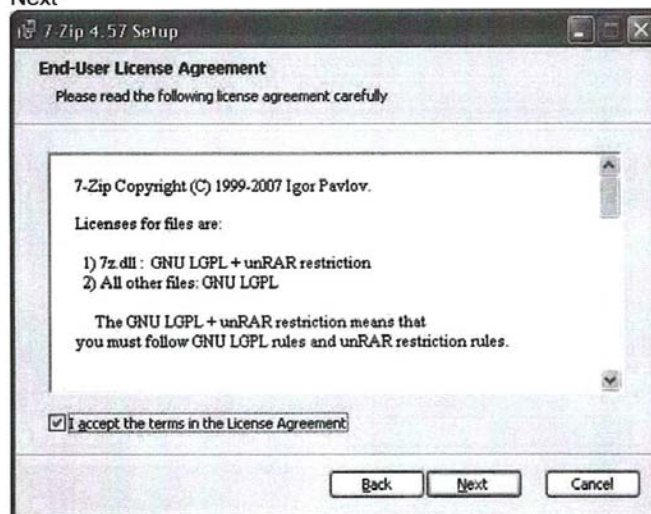 Next
7-Zip 4.57 Setup
End-User License Agreement
Please read the following license agreement carefully
7-Zip Copyright (C) 1999-2007 Igor Pavlov.
Licenses for files are:
1) 7z.dll : GNU LGPL + unRAR restriction
2) All other files: GNU LGPL
The GNU LGPL + unRAR restriction means that
you must follow GNU LGPL rules and unRAR restriction rules.
I accept the terms in the License Agreement
Back Next Cancel